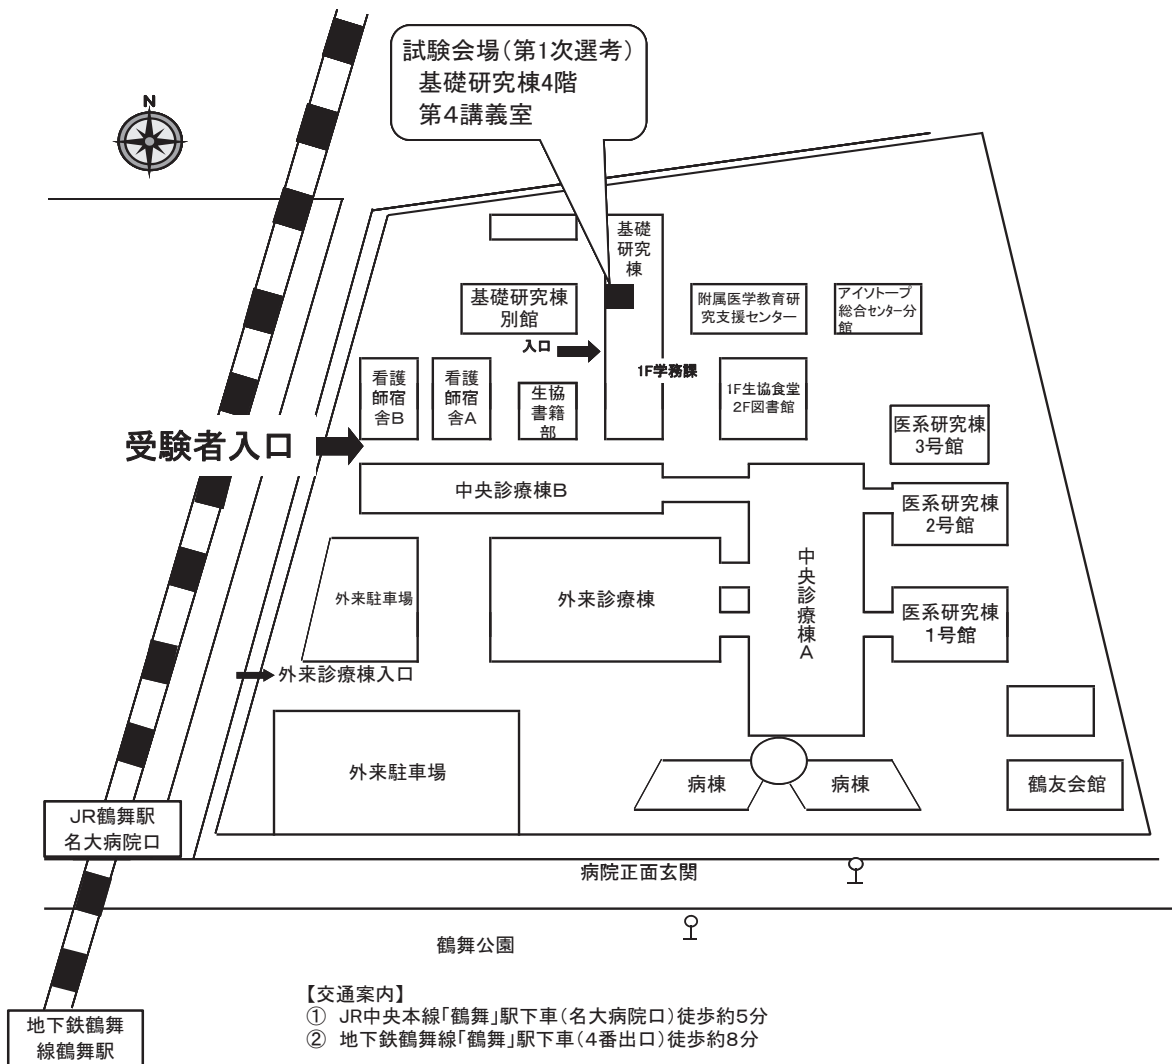 試験会場(第1次選考)
基礎研究棟4階
第4講義室
N
基礎
研究
棟
基礎研究棟
別館
附属医学教育研
究支援センター
アイソトープ
総合センター分
館
入口
1F学務課
看護
師宿
舎B
看護
師宿
舎A
生協
書籍
部
1F生協食堂
2F図書館
医系研究棟
3号館
受験者入口
中央診療棟B
医系研究棟
2号館
中央診療棟A
外来駐車場
外来診療棟
医系研究棟
1号館
外来診療棟入口
外来駐車場
病棟
病棟
鶴友会館
JR鶴舞駅
名大病院口
病院正面玄関
鶴舞公園
【交通案内】
① JR中央本線「鶴舞」駅下車(名大病院口)徒歩約5分
② 地下鉄鶴舞線「鶴舞」駅下車(4番出口)徒歩約8分
地下鉄鶴舞
線鶴舞駅